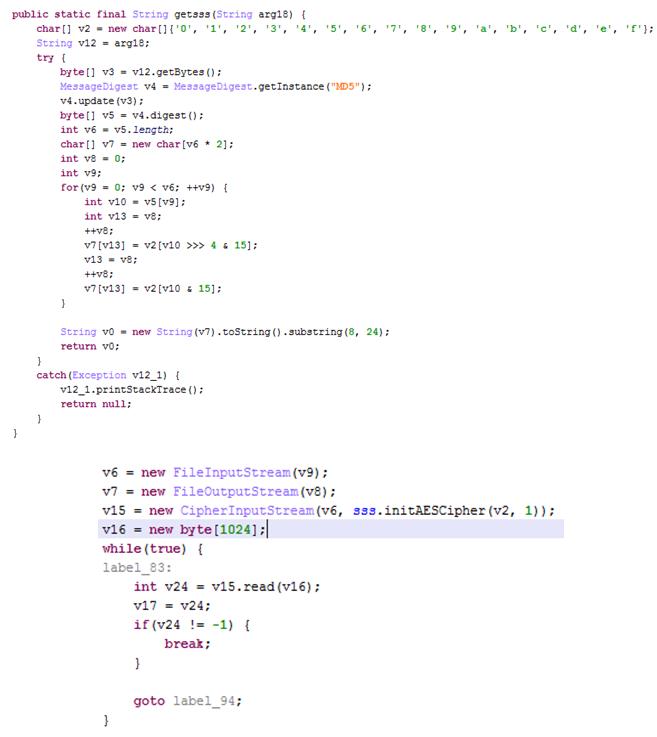 public static final String getsss(String arg18) {
    char[] v2 = new char[]{'0', '1', '2', '3', '4', '5', '6', '7', '8', '9', 'a', 'b', 'c', 'd', 'e', 'f'};
    String v12 = arg18;
    try {
        byte[] v3 = v12.getBytes();
        MessageDigest v4 = MessageDigest.getInstance("MD5");
        v4.update(v3);
        byte[] v5 = v4.digest();
        int v6 = v5.length;
        char[] v7 = new char[v6 * 2];
        int v8 = 0;
        int v9;
        for(v9 = 0; v9 < v6; ++v9) {
            int v10 = v5[v9];
            int v13 = v8;
            ++v8;
            v7[v13] = v2[v10 >>> 4 & 15];
            v13 = v8;
            ++v8;
            v7[v13] = v2[v10 & 15];
        }

        String v0 = new String(v7).toString().substring(8, 24);
        return v0;
    }
    catch(Exception v12_1) {
        v12_1.printStackTrace();
        return null;
    }
}
v6 = new FileInputStream(v9);
v7 = new FileOutputStream(v8);
v15 = new CipherInputStream(v6, sss.initAESCipher(v2, 1));
v16 = new byte[1024];
while(true) {
label_83:
    int v24 = v15.read(v16);
    v17 = v24;
    if(v24 != -1) {
        break;
    }

    goto label_94;
}